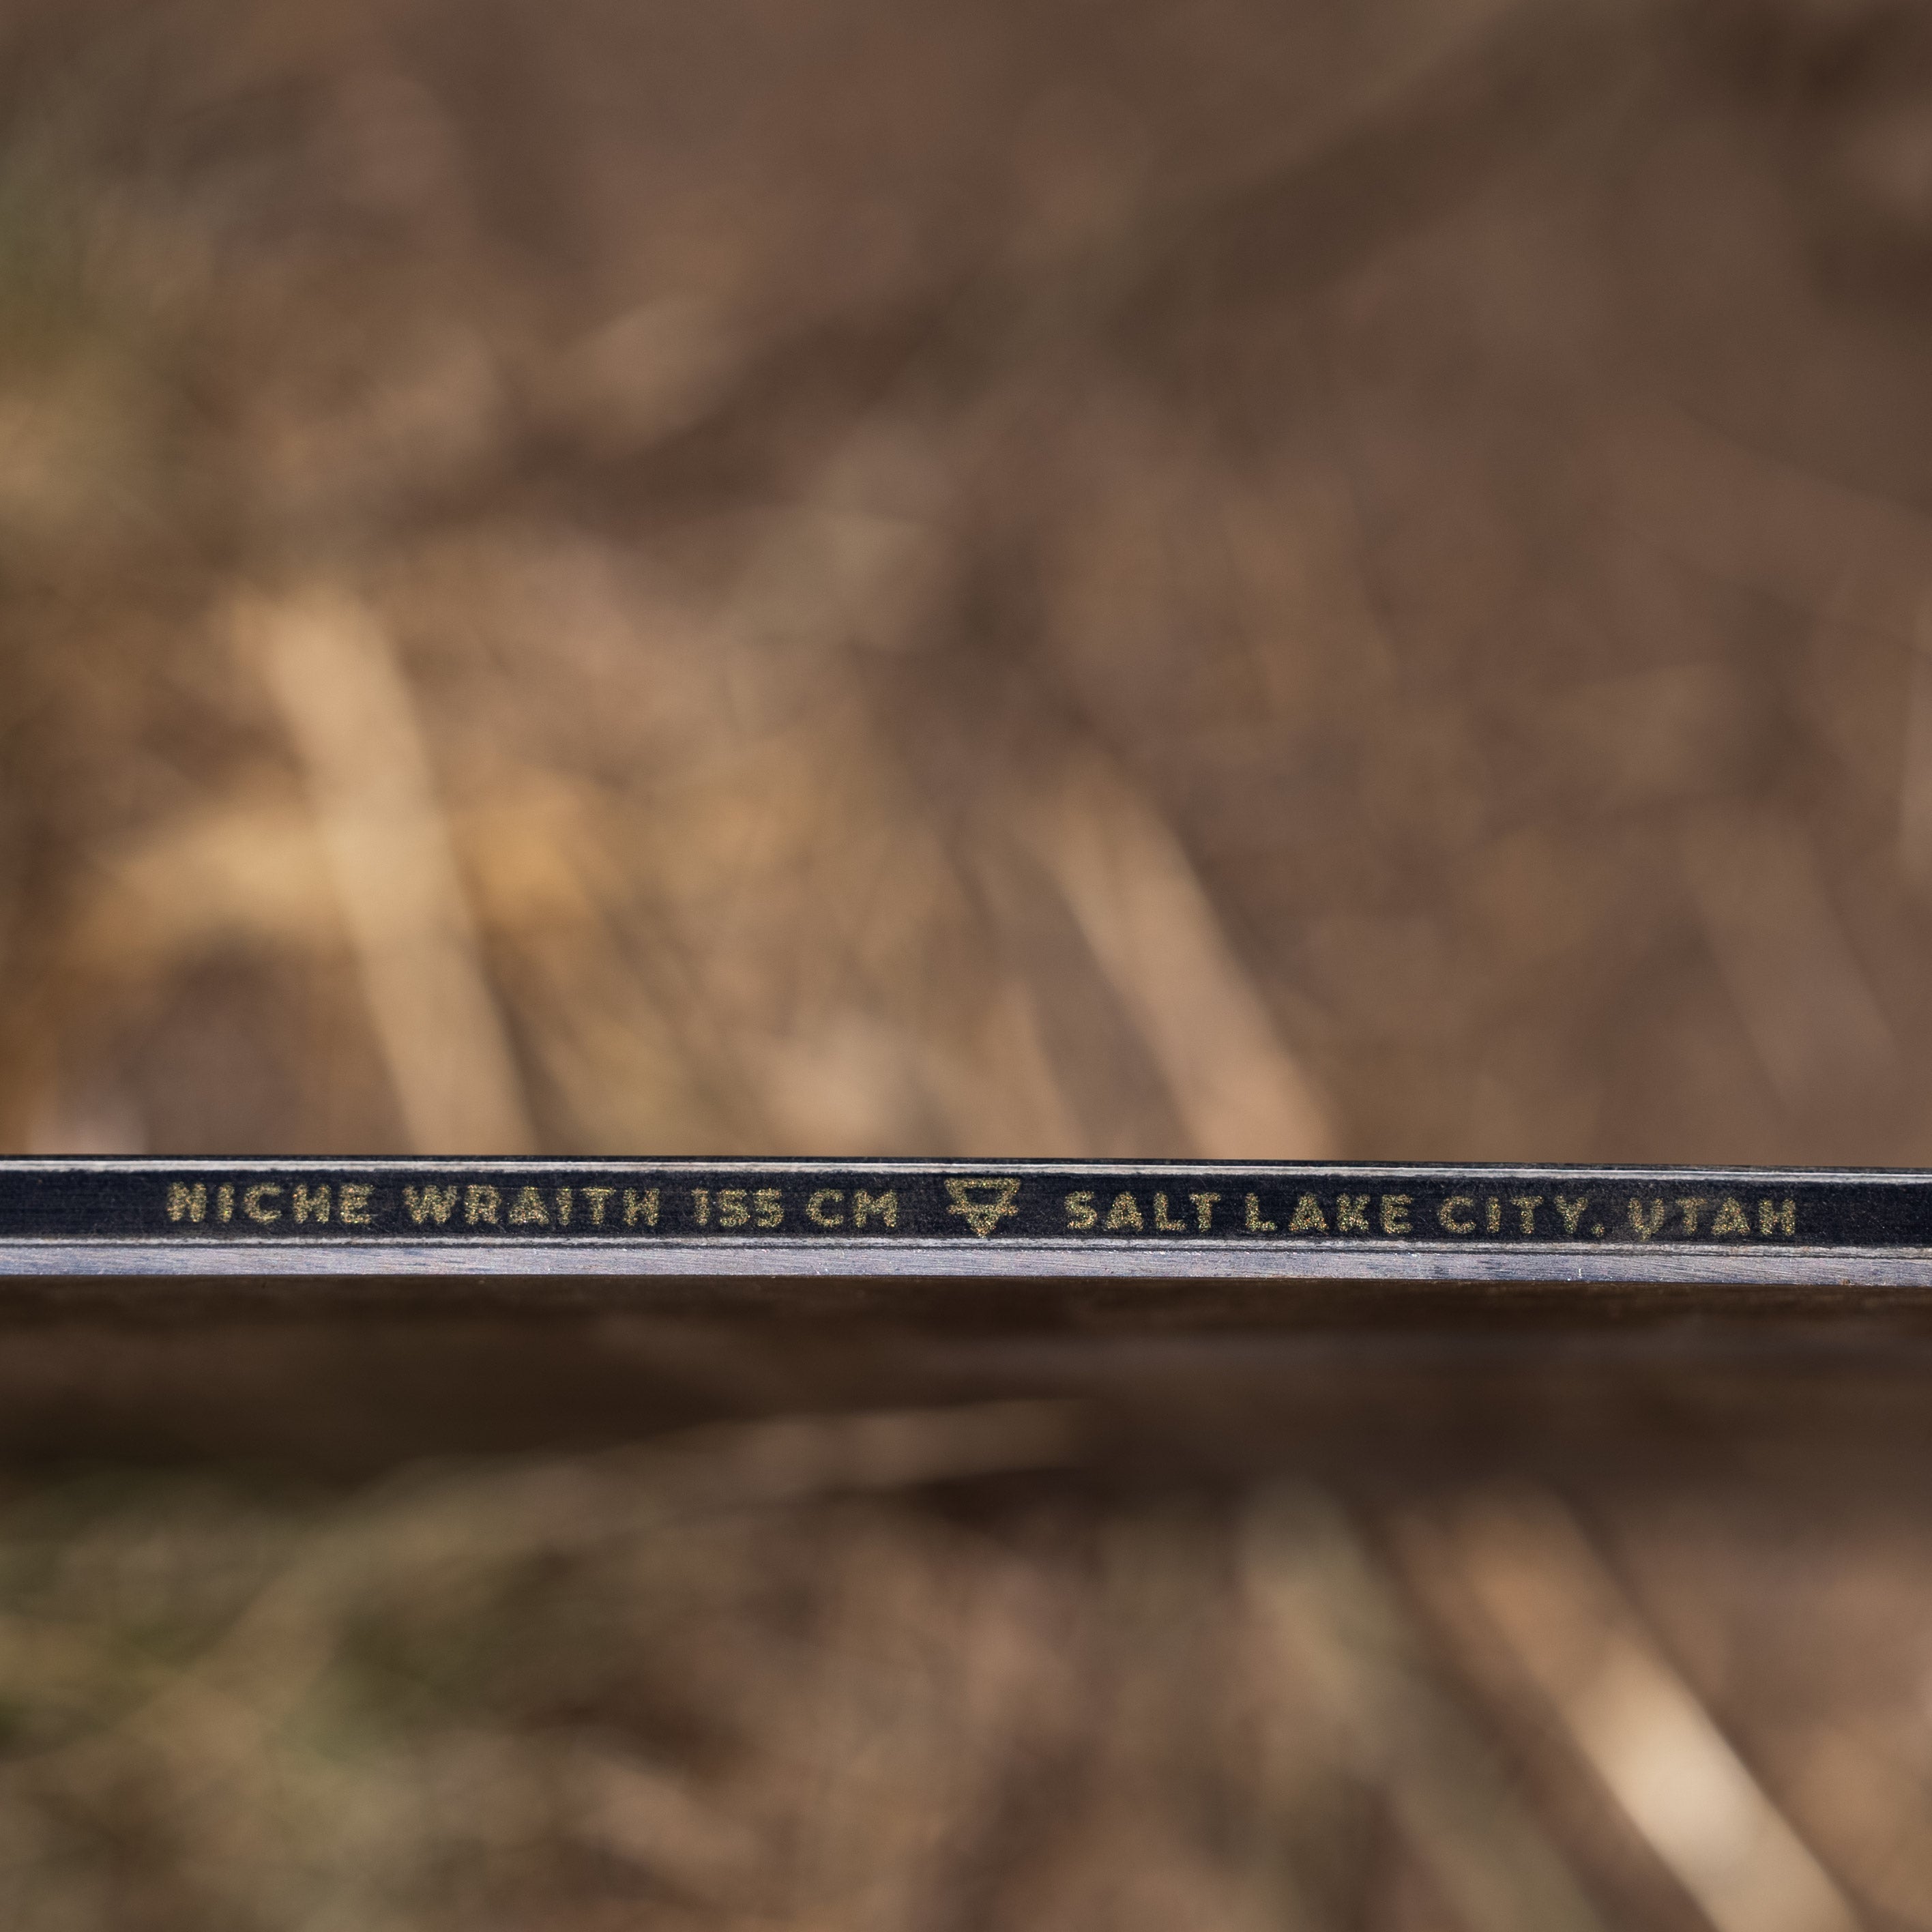 NICHE WRAITH 155 CM SALT LAKE CITY, UTAH